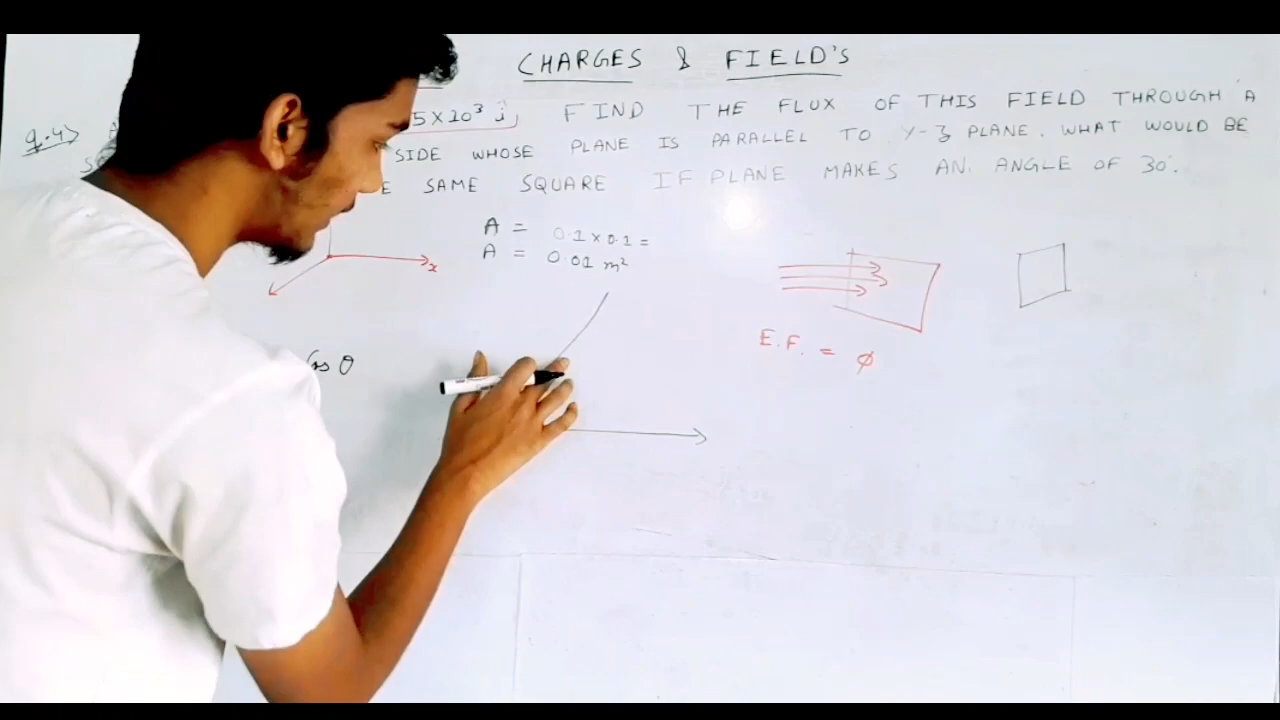 CHARGES & FIELD'S
q.4> 5 X 10³ i, FIND THE FLUX OF THIS FIELD THROUGH A
SIDE WHOSE PLANE IS PARALLEL TO Y-Z PLANE. WHAT WOULD BE
SAME SQUARE IF PLANE MAKES AN ANGLE OF 30°.
A = 0.1 x 0.1 =
A = 0.01 m²
x
Cos θ
E.F. = φ